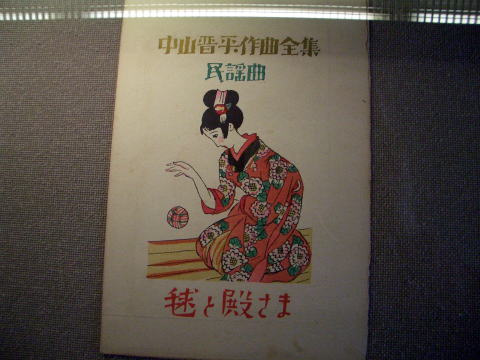 中山晋平作曲全集
民謡曲
毬と殿さま